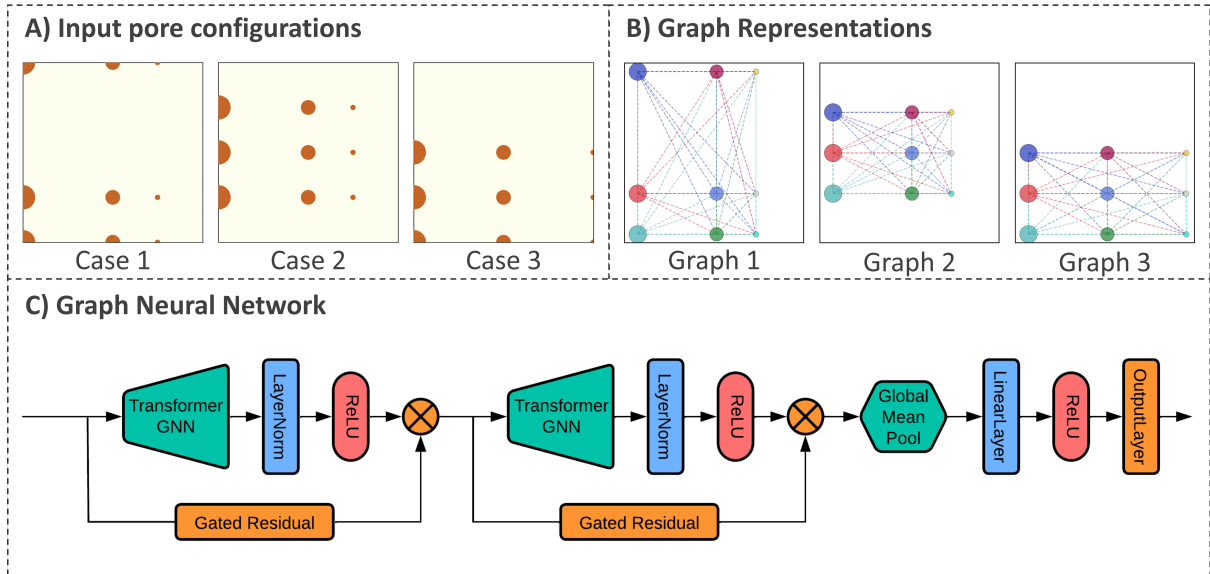 A) Input pore configurations
Case 1
Case 2
Case 3
B) Graph Representations
Graph 1
Graph 2
Graph 3
C) Graph Neural Network
Transformer
GNN
LayerNorm
ReLU
Gated Residual
Transformer
GNN
LayerNorm
ReLU
Gated Residual
Global
Mean
Pool
LinearLayer
ReLU
OutputLayer